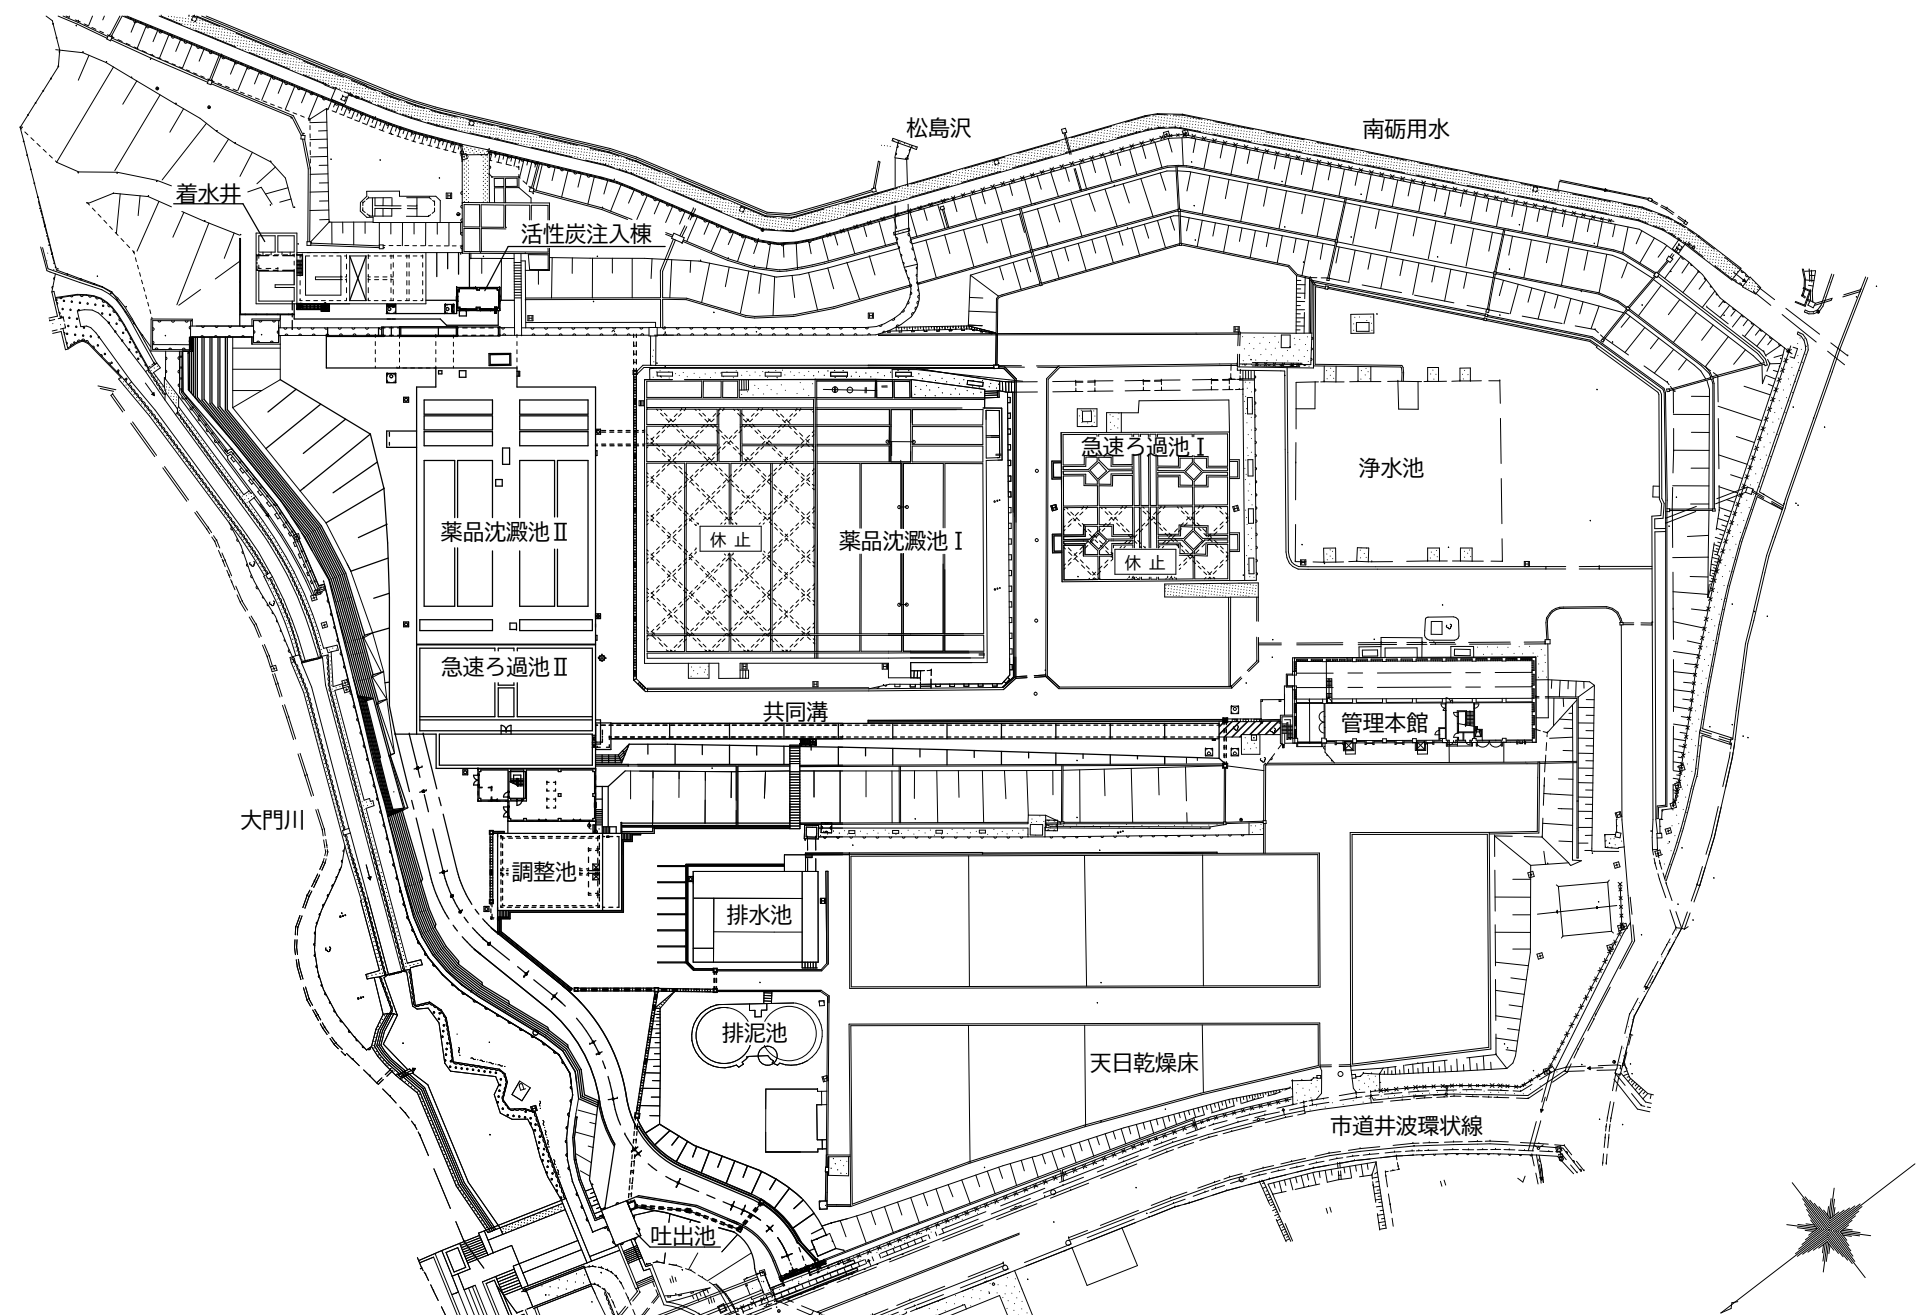 松島沢
南砺用水
着水井
活性炭注入棟
急速ろ過池Ⅰ
浄水池
薬品沈澱池Ⅱ
休止
薬品沈澱池Ⅰ
休止
急速ろ過池Ⅱ
共同溝
管理本館
大門川
調整池
排水池
排泥池
天日乾燥床
市道井波環状線
吐出池